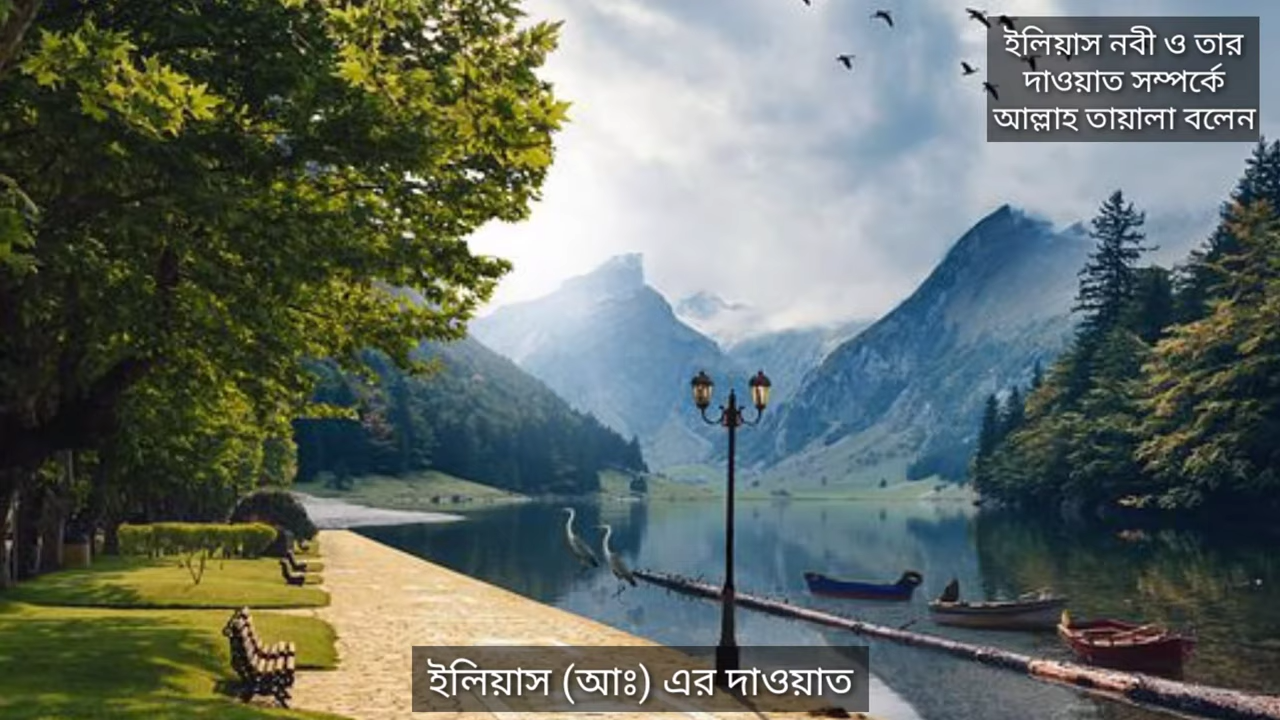 ইলিয়াস নবী ও তার
দাওয়াত সম্পর্কে
আল্লাহ তায়ালা বলেন
ইলিয়াস (আঃ) এর দাওয়াত